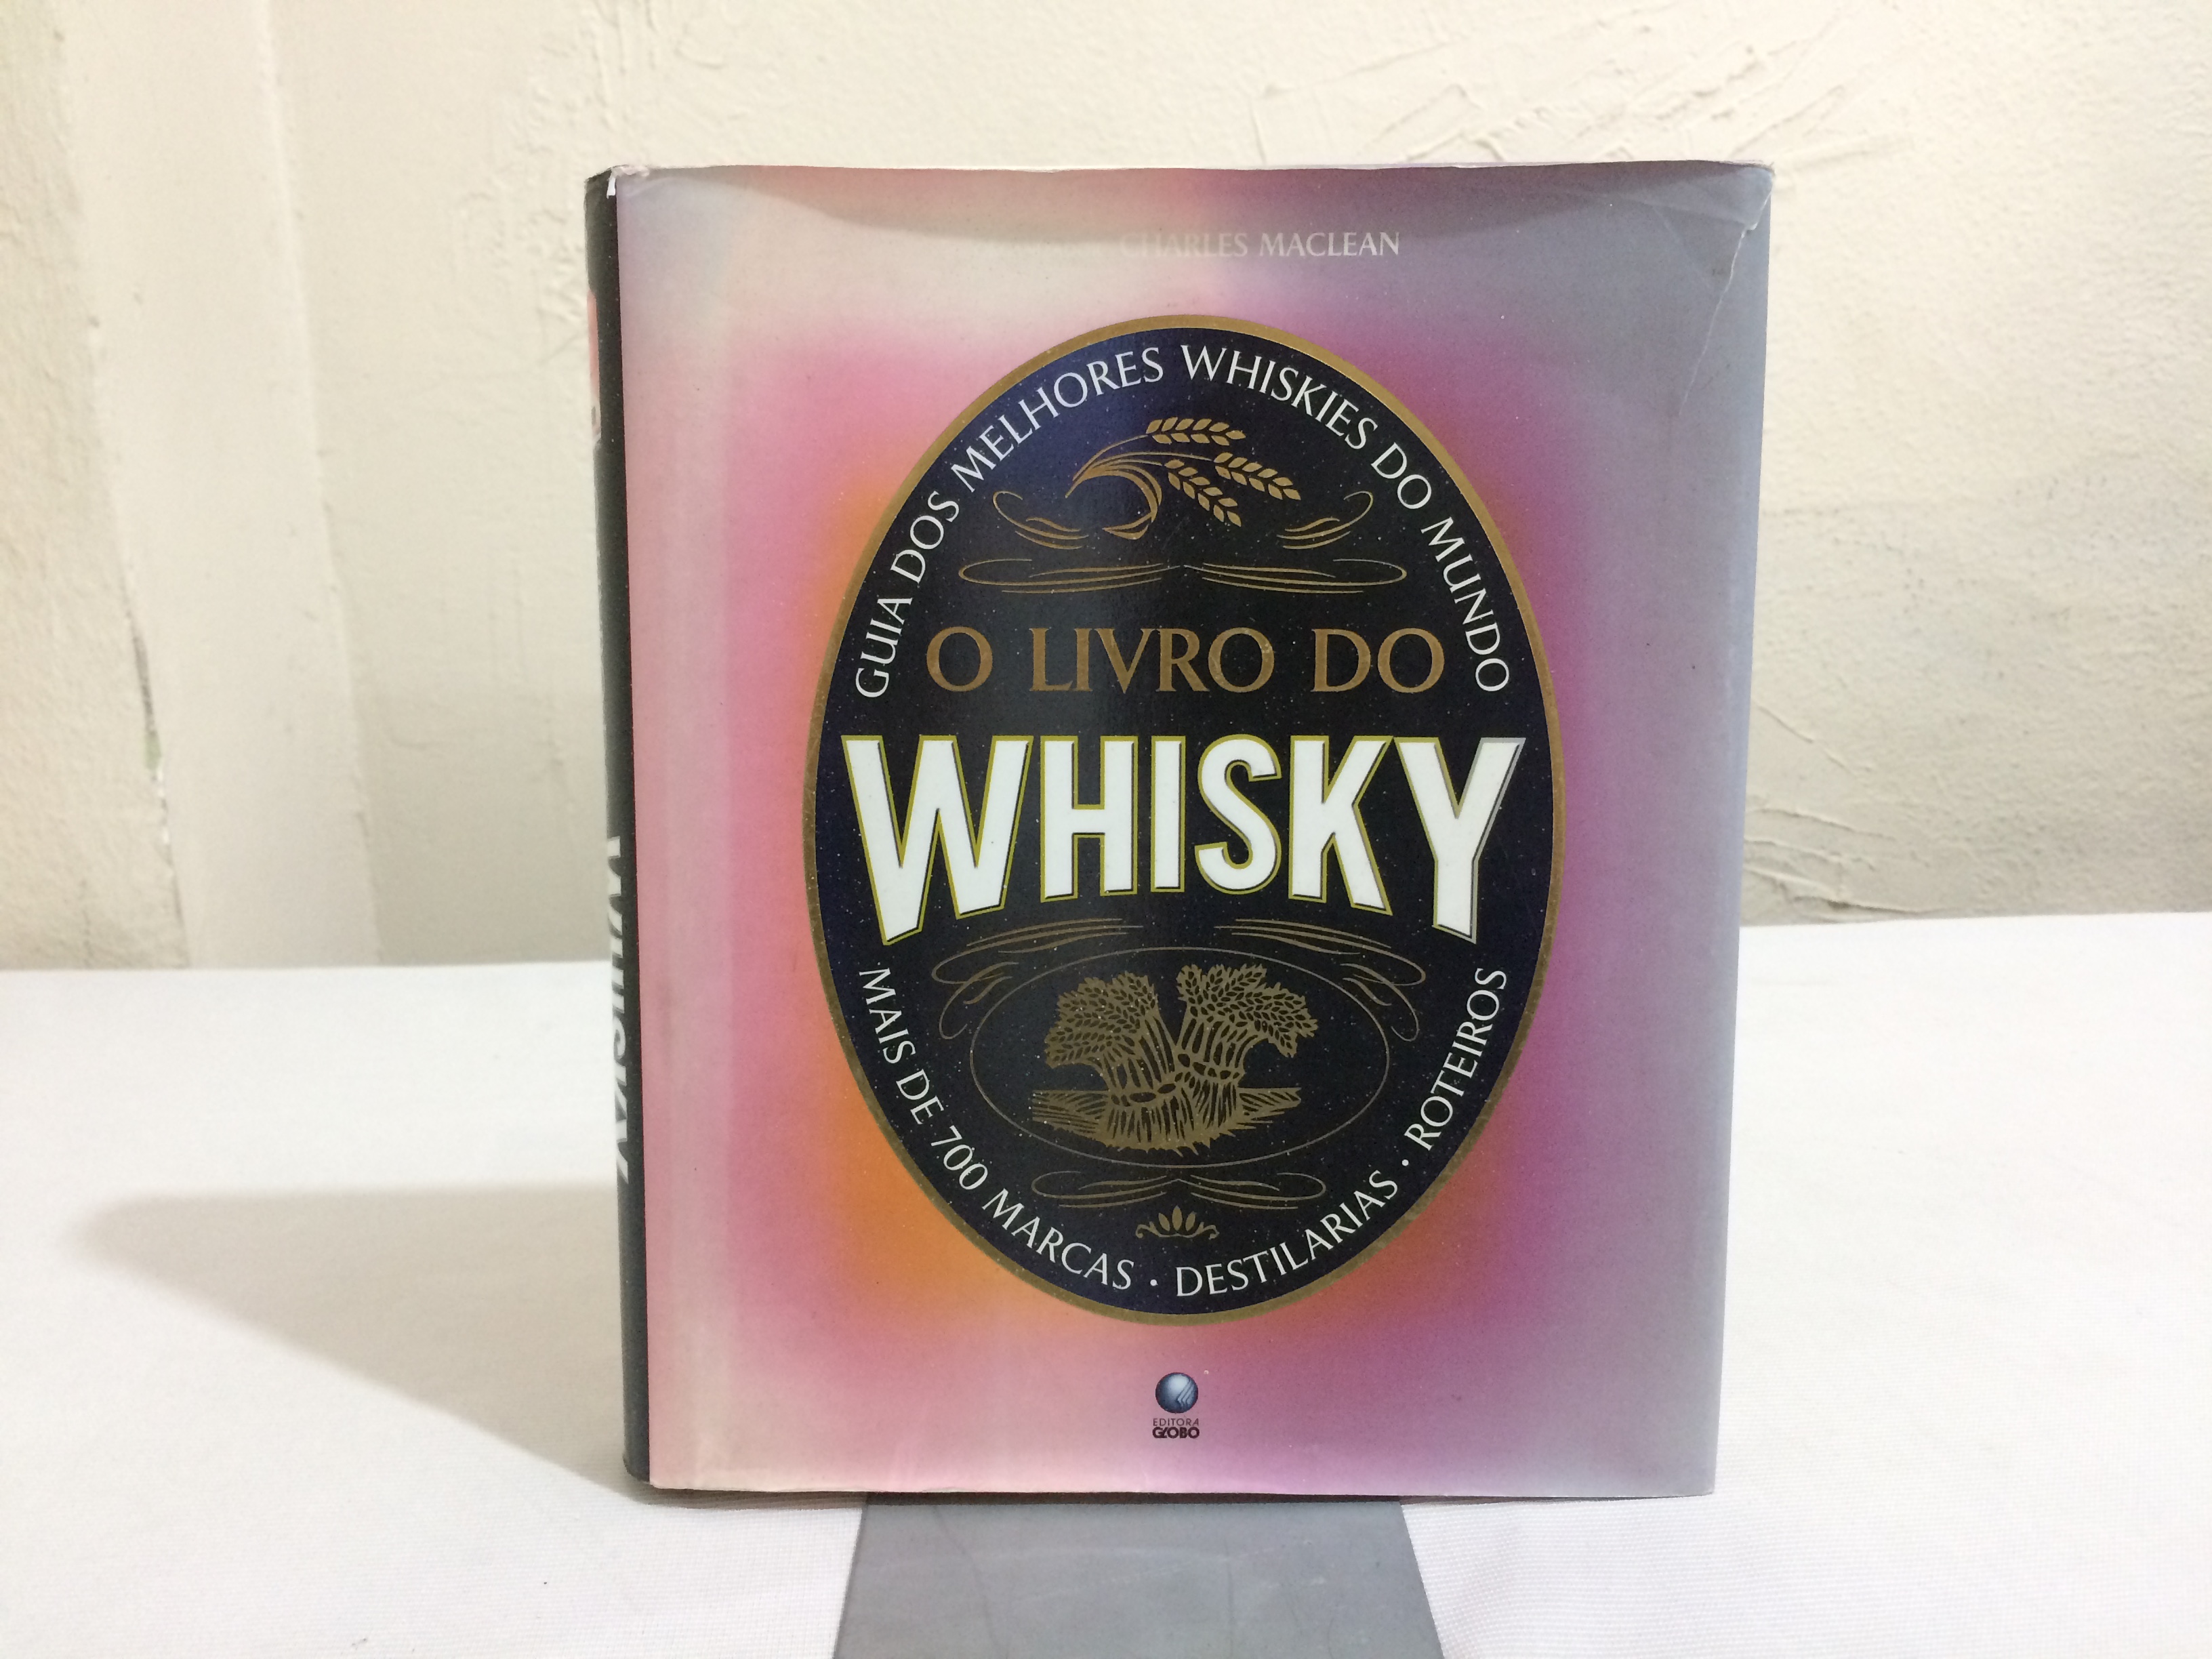 CHARLES MACLEAN
GUIA DOS MELHORES WHISKIES DO MUNDO
O LIVRO DO
WHISKY
MAIS DE 700 MARCAS · DESTILARIAS · ROTEIROS
EDITORA
GLOBO
WHISKY